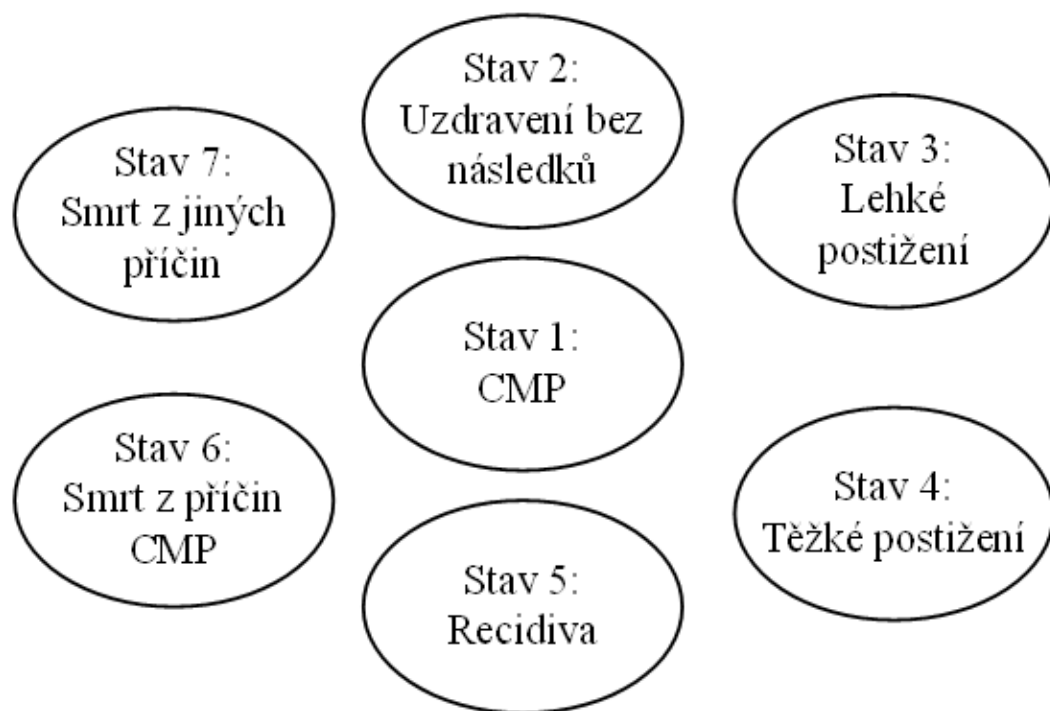 Stav 2:
Uzdravení bez
následků
Stav 7:
Smrt z jiných
příčin
Stav 3:
Lehké
postižení
Stav 1:
CMP
Stav 6:
Smrt z příčin
CMP
Stav 4:
Těžké postižení
Stav 5:
Recidiva